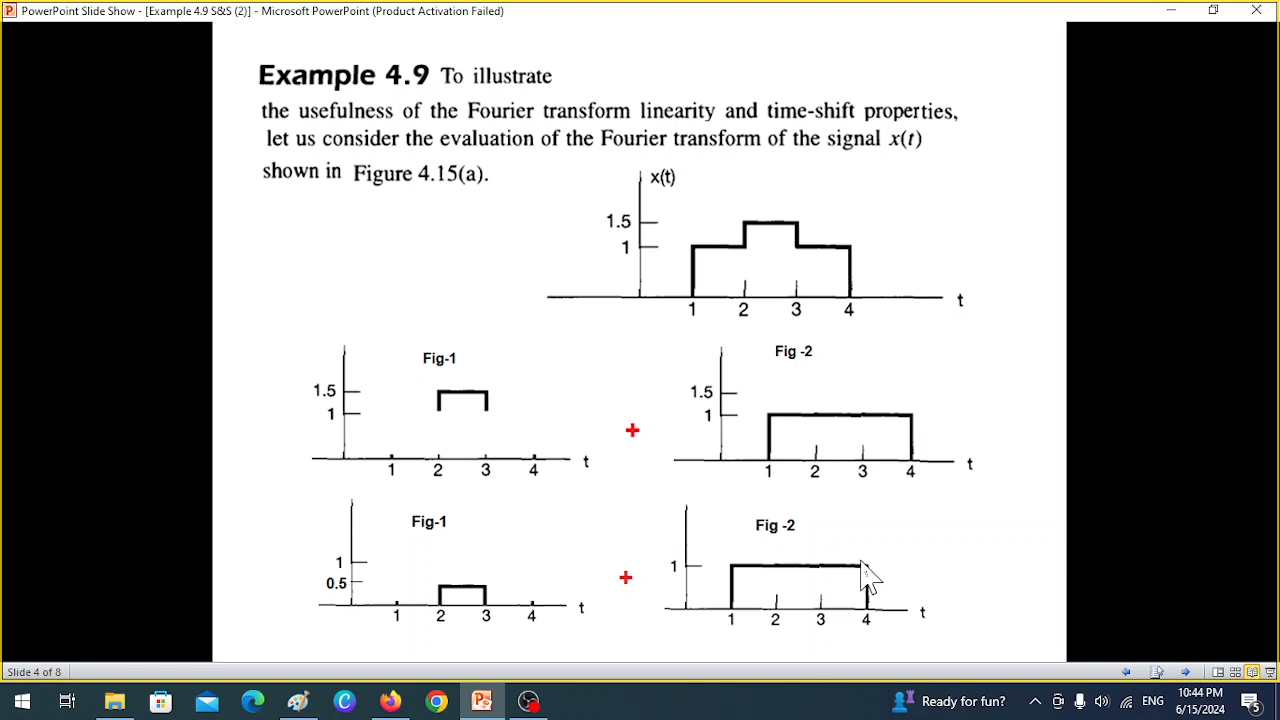 PowerPoint Slide Show - [Example 4.9 S&S (2)] - Microsoft PowerPoint (Product Activation Failed)
Example 4.9 To illustrate
the usefulness of the Fourier transform linearity and time-shift properties,
let us consider the evaluation of the Fourier transform of the signal x(t)
shown in Figure 4.15(a).
x(t)
1.5
1
1 2 3 4 t
Fig-1
1.5
1
1 2 3 4 t
+
Fig -2
1.5
1
1 2 3 4 t
Fig-1
1
0.5
1 2 3 4 t
+
Fig -2
1
1 2 3 4 t
Slide 4 of 8
Ready for fun?
ENG
10:44 PM
6/15/2024
5